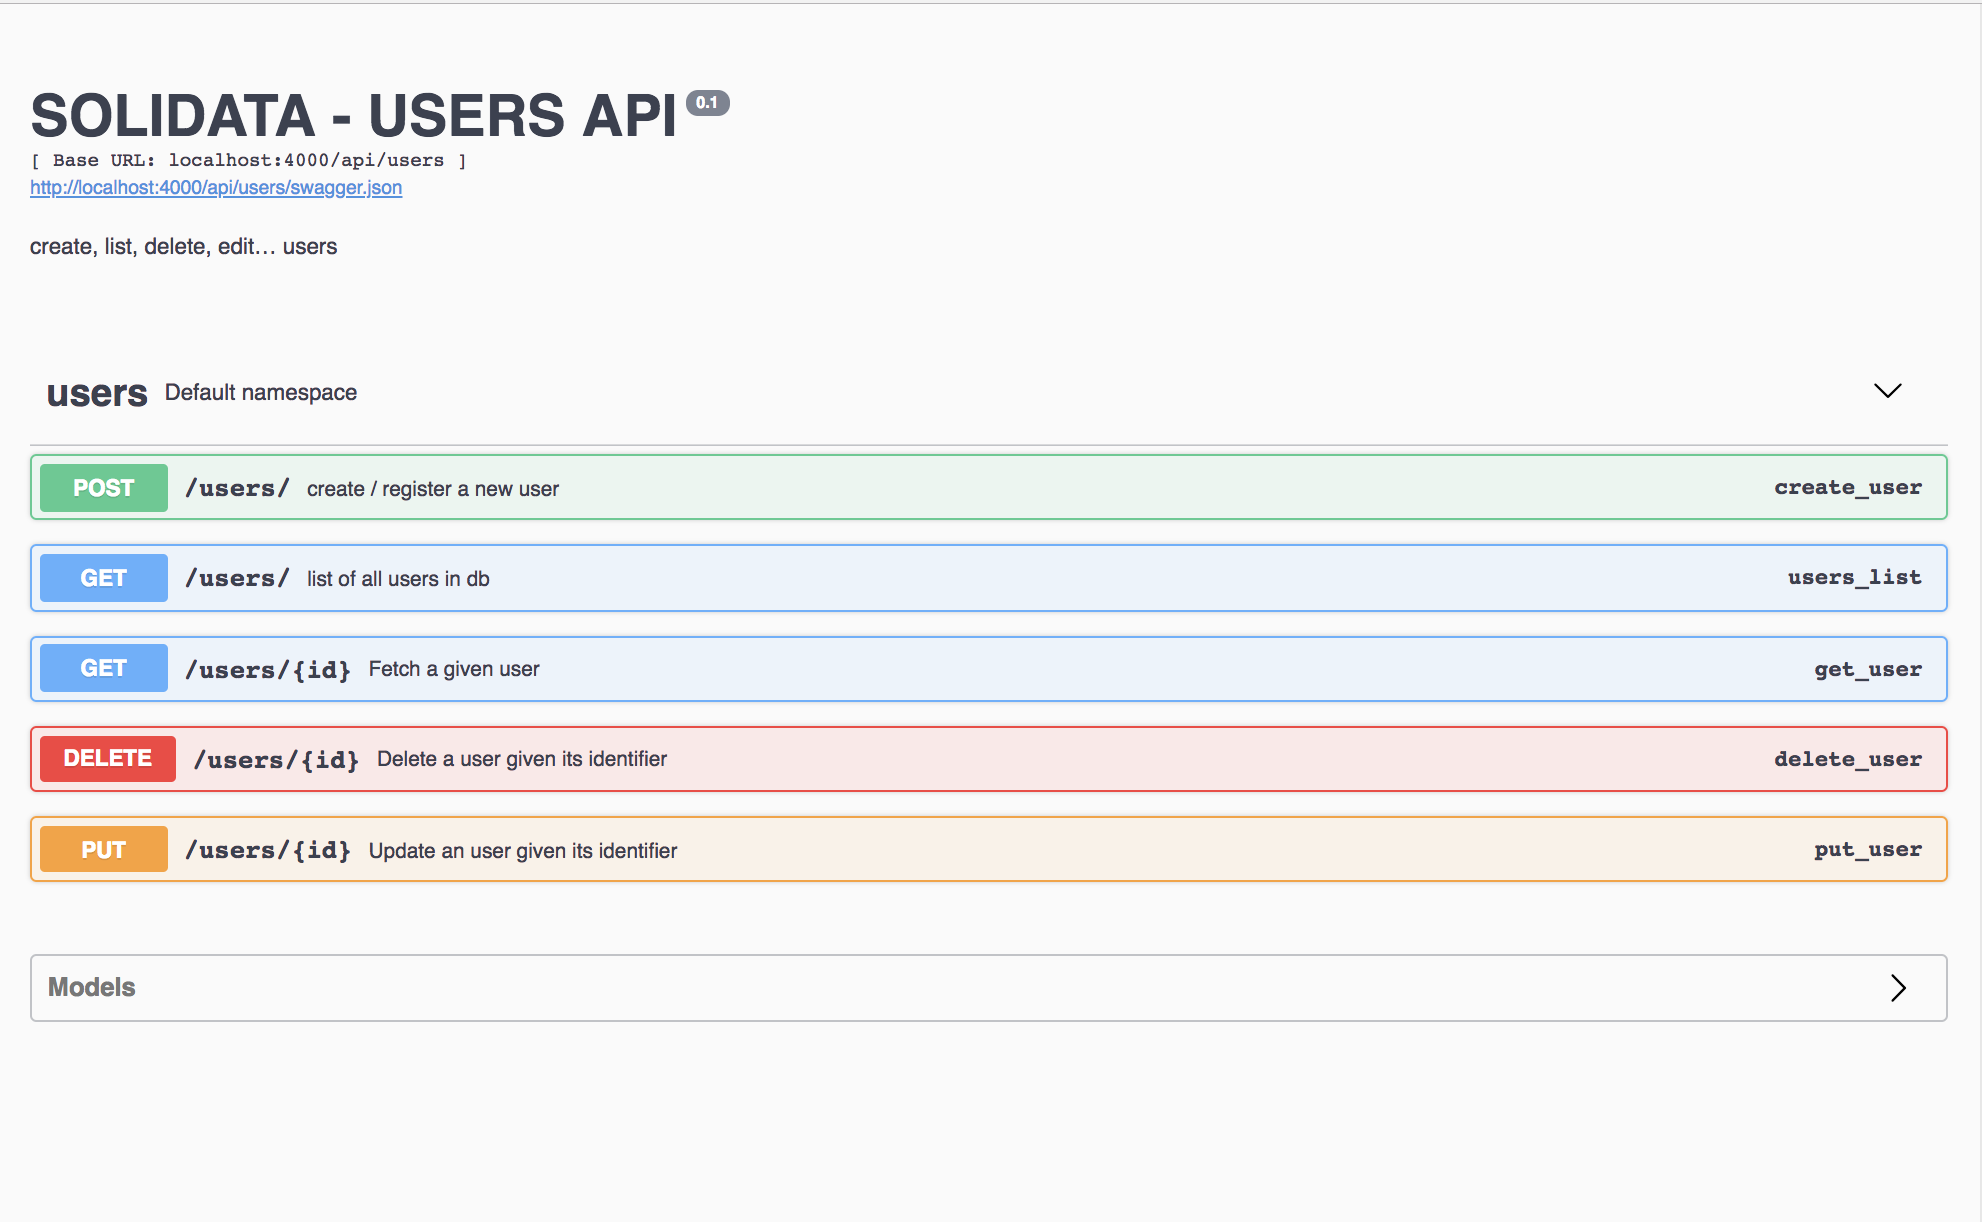 SOLIDATA - USERS API 0.1
[ Base URL: localhost:4000/api/users ]
http://localhost:4000/api/users/swagger.json
create, list, delete, edit... users
users Default namespace
POST /users/ create / register a new user create_user
GET /users/ list of all users in db users_list
GET /users/{id} Fetch a given user get_user
DELETE /users/{id} Delete a user given its identifier delete_user
PUT /users/{id} Update an user given its identifier put_user
Models